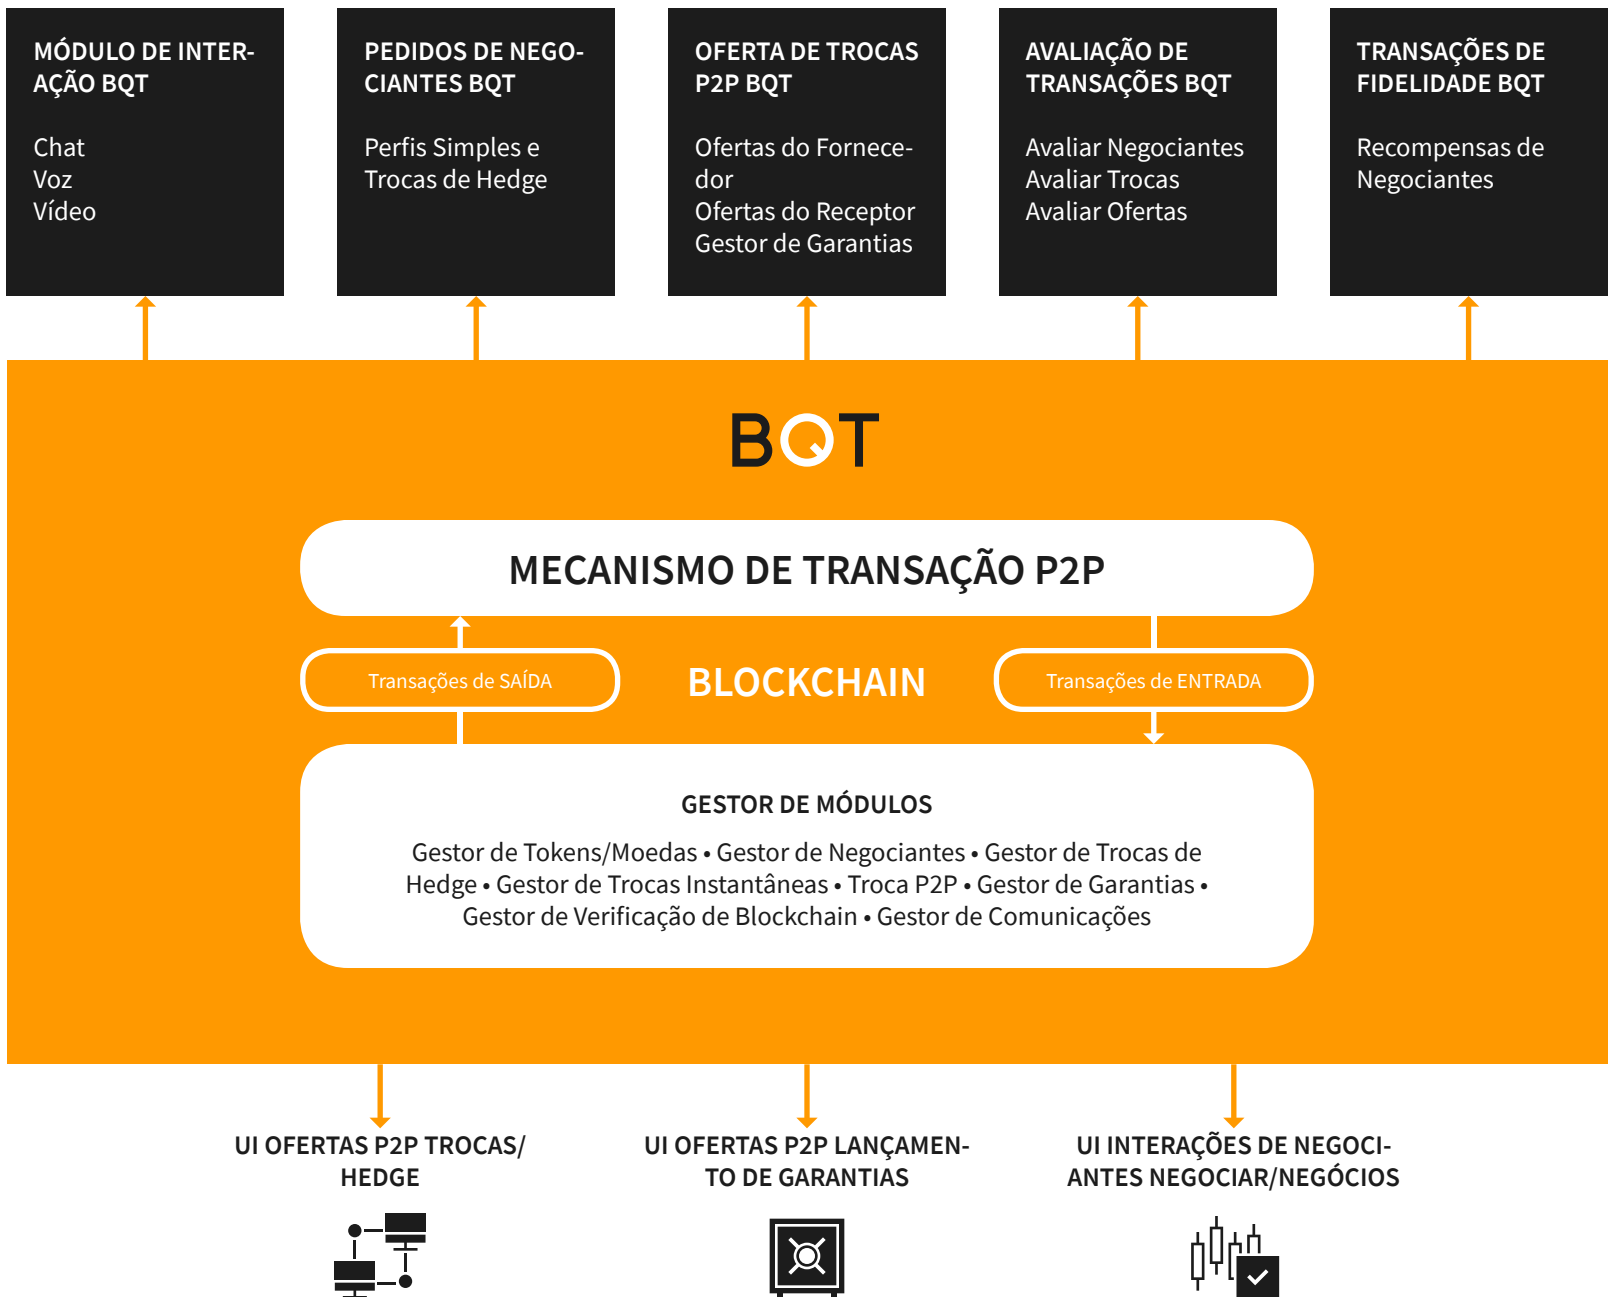 MÓDULO DE INTER-
AÇÃO BQT
Chat
Voz
Vídeo
PEDIDOS DE NEGO-
CIANTES BQT
Perfis Simples e
Trocas de Hedge
OFERTA DE TROCAS
P2P BQT
Ofertas do Fornece-
dor
Ofertas do Receptor
Gestor de Garantias
AVALIAÇÃO DE
TRANSAÇÕES BQT
Avaliar Negociantes
Avaliar Trocas
Avaliar Ofertas
TRANSAÇÕES DE
FIDELIDADE BQT
Recompensas de
Negociantes
BQT
MECANISMO DE TRANSAÇÃO P2P
Transações de SAÍDA
BLOCKCHAIN
Transações de ENTRADA
GESTOR DE MÓDULOS
Gestor de Tokens/Moedas • Gestor de Negociantes • Gestor de Trocas de
Hedge • Gestor de Trocas Instantâneas • Troca P2P • Gestor de Garantias •
Gestor de Verificação de Blockchain • Gestor de Comunicações
UI OFERTAS P2P TROCAS/
HEDGE
UI OFERTAS P2P LANÇAMEN-
TO DE GARANTIAS
UI INTERAÇÕES DE NEGOCI-
ANTES NEGOCIAR/NEGÓCIOS